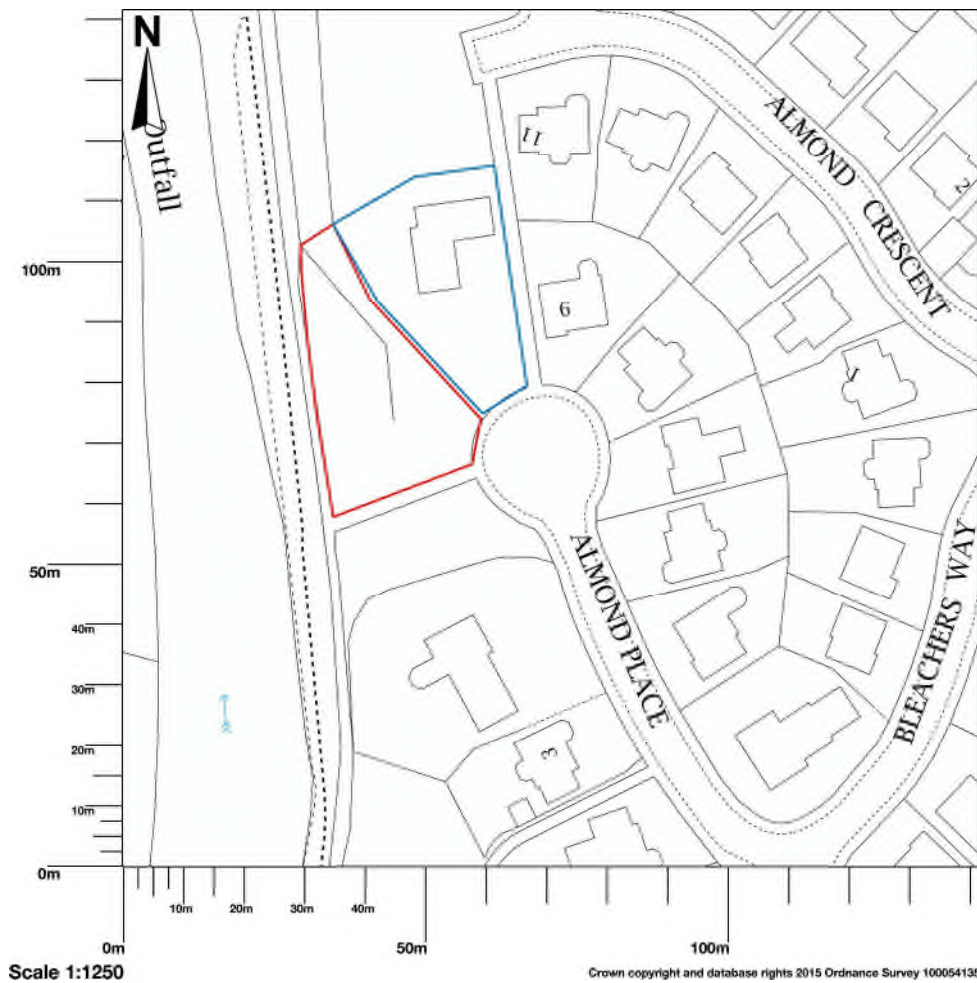 N
Outfall
ALMOND CRESCENT
11
2
9
1
100m
50m
40m
30m
20m
10m
0m
ALMOND PLACE
BLEACHERS WAY
3
0m
10m
20m
30m
40m
50m
100m
Scale 1:1250
Crown copyright and database rights 2015 Ordnance Survey 100054135